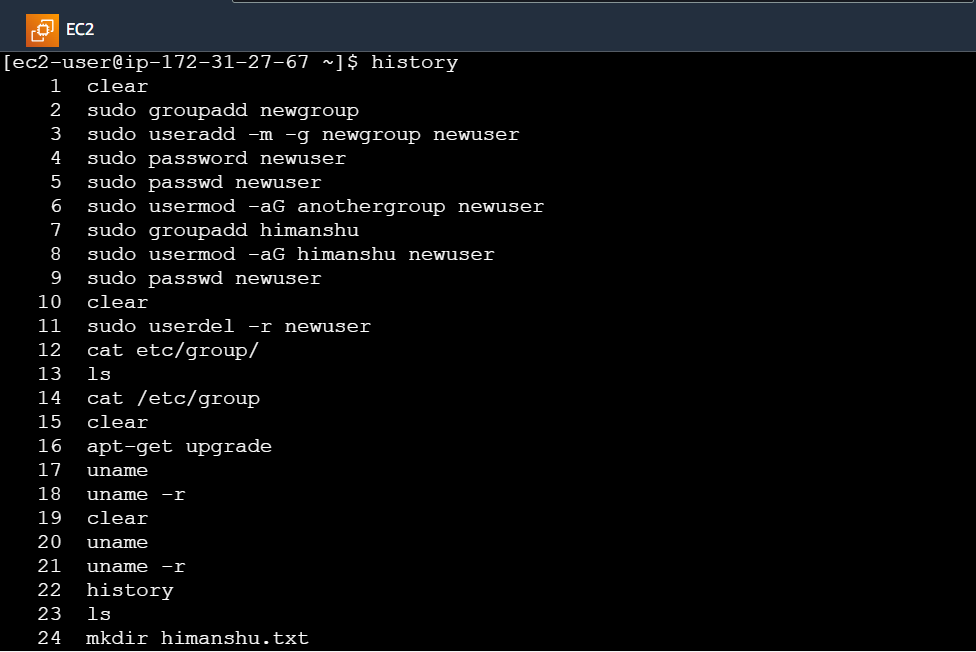 EC2
[ec2-user@ip-172-31-27-67 ~]$ history
1 clear
2 sudo groupadd newgroup
3 sudo useradd -m -g newgroup newuser
4 sudo password newuser
5 sudo passwd newuser
6 sudo usermod -aG anothergroup newuser
7 sudo groupadd himanshu
8 sudo usermod -aG himanshu newuser
9 sudo passwd newuser
10 clear
11 sudo userdel -r newuser
12 cat etc/group/
13 ls
14 cat /etc/group
15 clear
16 apt-get upgrade
17 uname
18 uname -r
19 clear
20 uname
21 uname -r
22 history
23 ls
24 mkdir himanshu.txt